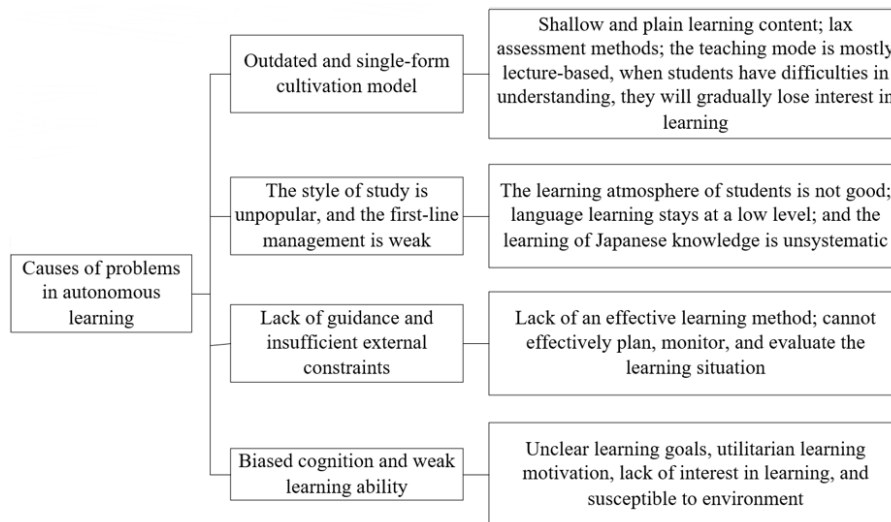 Causes of problems
in autonomous
learning
Outdated and single-form
cultivation model
Shallow and plain learning content; lax
assessment methods; the teaching mode is mostly
lecture-based, when students have difficulties in
understanding, they will gradually lose interest in
learning
The style of study is
unpopular, and the first-line
management is weak
The learning atmosphere of students is not good;
language learning stays at a low level; and the
learning of Japanese knowledge is unsystematic
Lack of guidance and
insufficient external
constraints
Lack of an effective learning method; cannot
effectively plan, monitor, and evaluate the
learning situation
Biased cognition and weak
learning ability
Unclear learning goals, utilitarian learning
motivation, lack of interest in learning, and
susceptible to environment